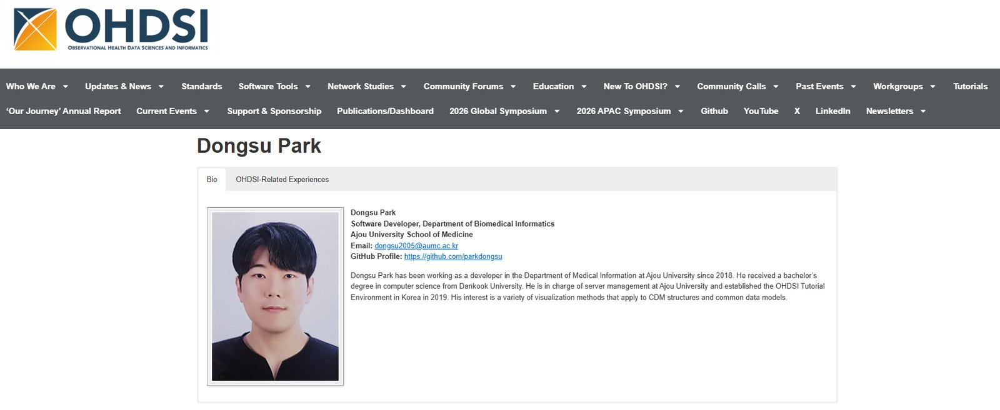 OHDSI
OBSERVATIONAL HEALTH DATA SCIENCES AND INFORMATICS
Who We Are Updates & News Standards Software Tools Network Studies Community Forums Education New To OHDSI? Community Calls Past Events Workgroups Tutorials
‘Our Journey’ Annual Report Current Events Support & Sponsorship Publications/Dashboard 2026 Global Symposium 2026 APAC Symposium Github YouTube X LinkedIn Newsletters
Dongsu Park
Bio OHDSI-Related Experiences
Dongsu Park
Software Developer, Department of Biomedical Informatics
Ajou University School of Medicine
Email: dongsu2005@aumc.ac.kr
GitHub Profile: https://github.com/parkdongsu
Dongsu Park has been working as a developer in the Department of Medical Information at Ajou University since 2018. He received a bachelor’s
degree in computer science from Dankook University. He is in charge of server management at Ajou University and established the OHDSI Tutorial
Environment in Korea in 2019. His interest is a variety of visualization methods that apply to CDM structures and common data models.